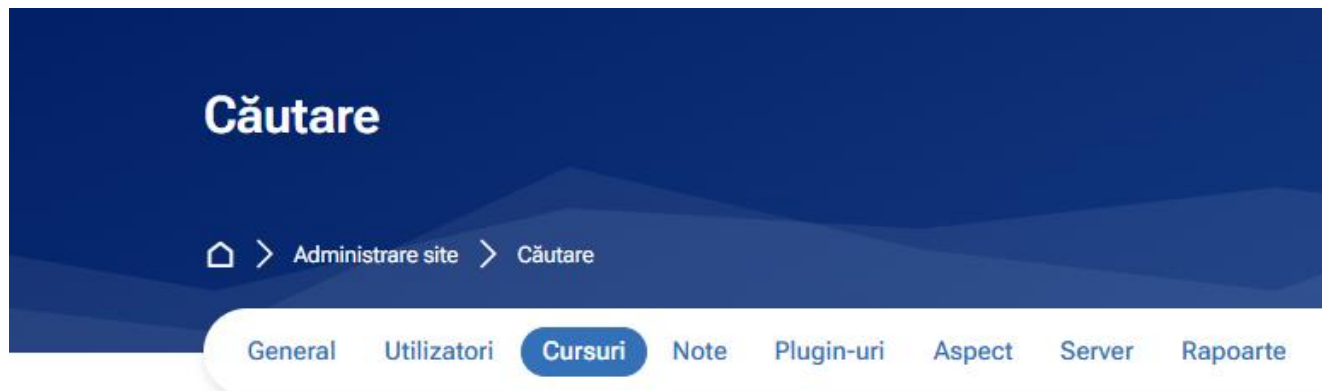 Căutare
Administrare site Căutare
General Utilizatori Cursuri Note Plugin-uri Aspect Server Rapoarte